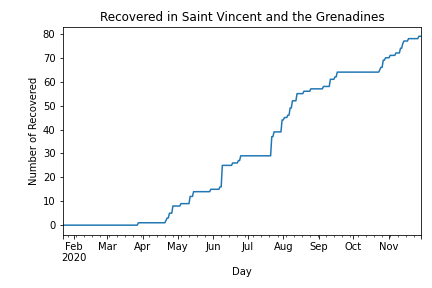 Recovered in Saint Vincent and the Grenadines
Number of Recovered
80
70
60
50
40
30
20
10
0
Feb Mar Apr May Jun Jul Aug Sep Oct Nov
2020
Day